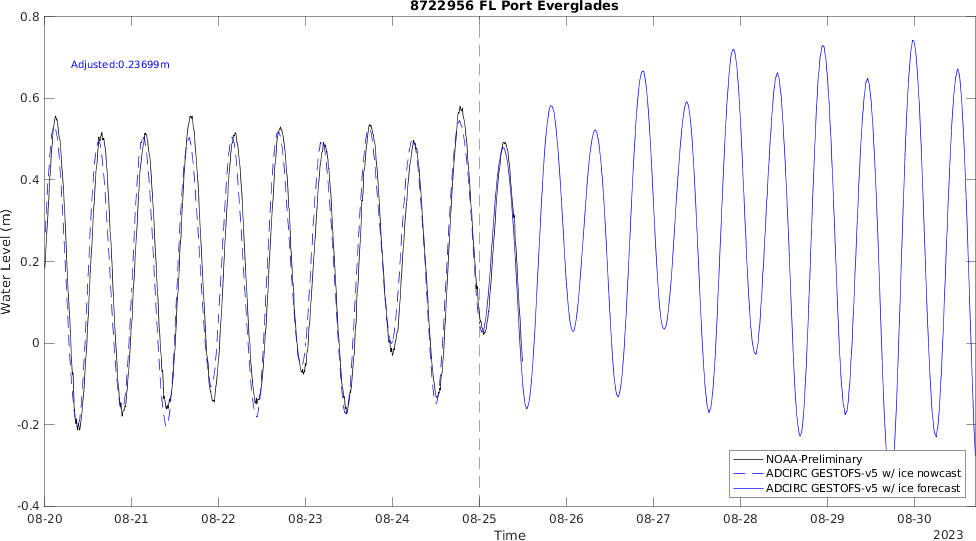 8722956 FL Port Everglades
Adjusted:0.23699m
0.8
0.6
0.4
0.2
0
-0.2
-0.4
Water Level (m)
NOAA-Preliminary
ADCIRC GESTOFS-v5 w/ ice nowcast
ADCIRC GESTOFS-v5 w/ ice forecast
08-20 08-21 08-22 08-23 08-24 08-25 08-26 08-27 08-28 08-29 08-30
Time
2023